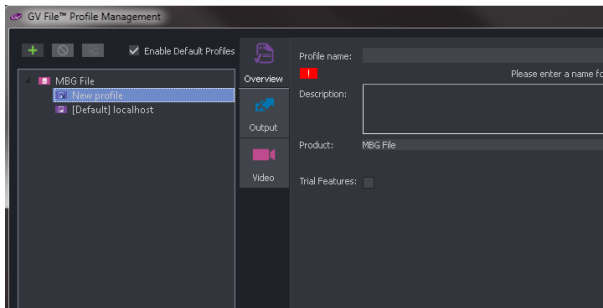 GV File™ Profile Management
Enable Default Profiles
MBG File
New profile
[Default] localhost
Overview
Output
Video
Profile name:
!
Please enter a name fo
Description:
Product: MBG File
Trial Features: